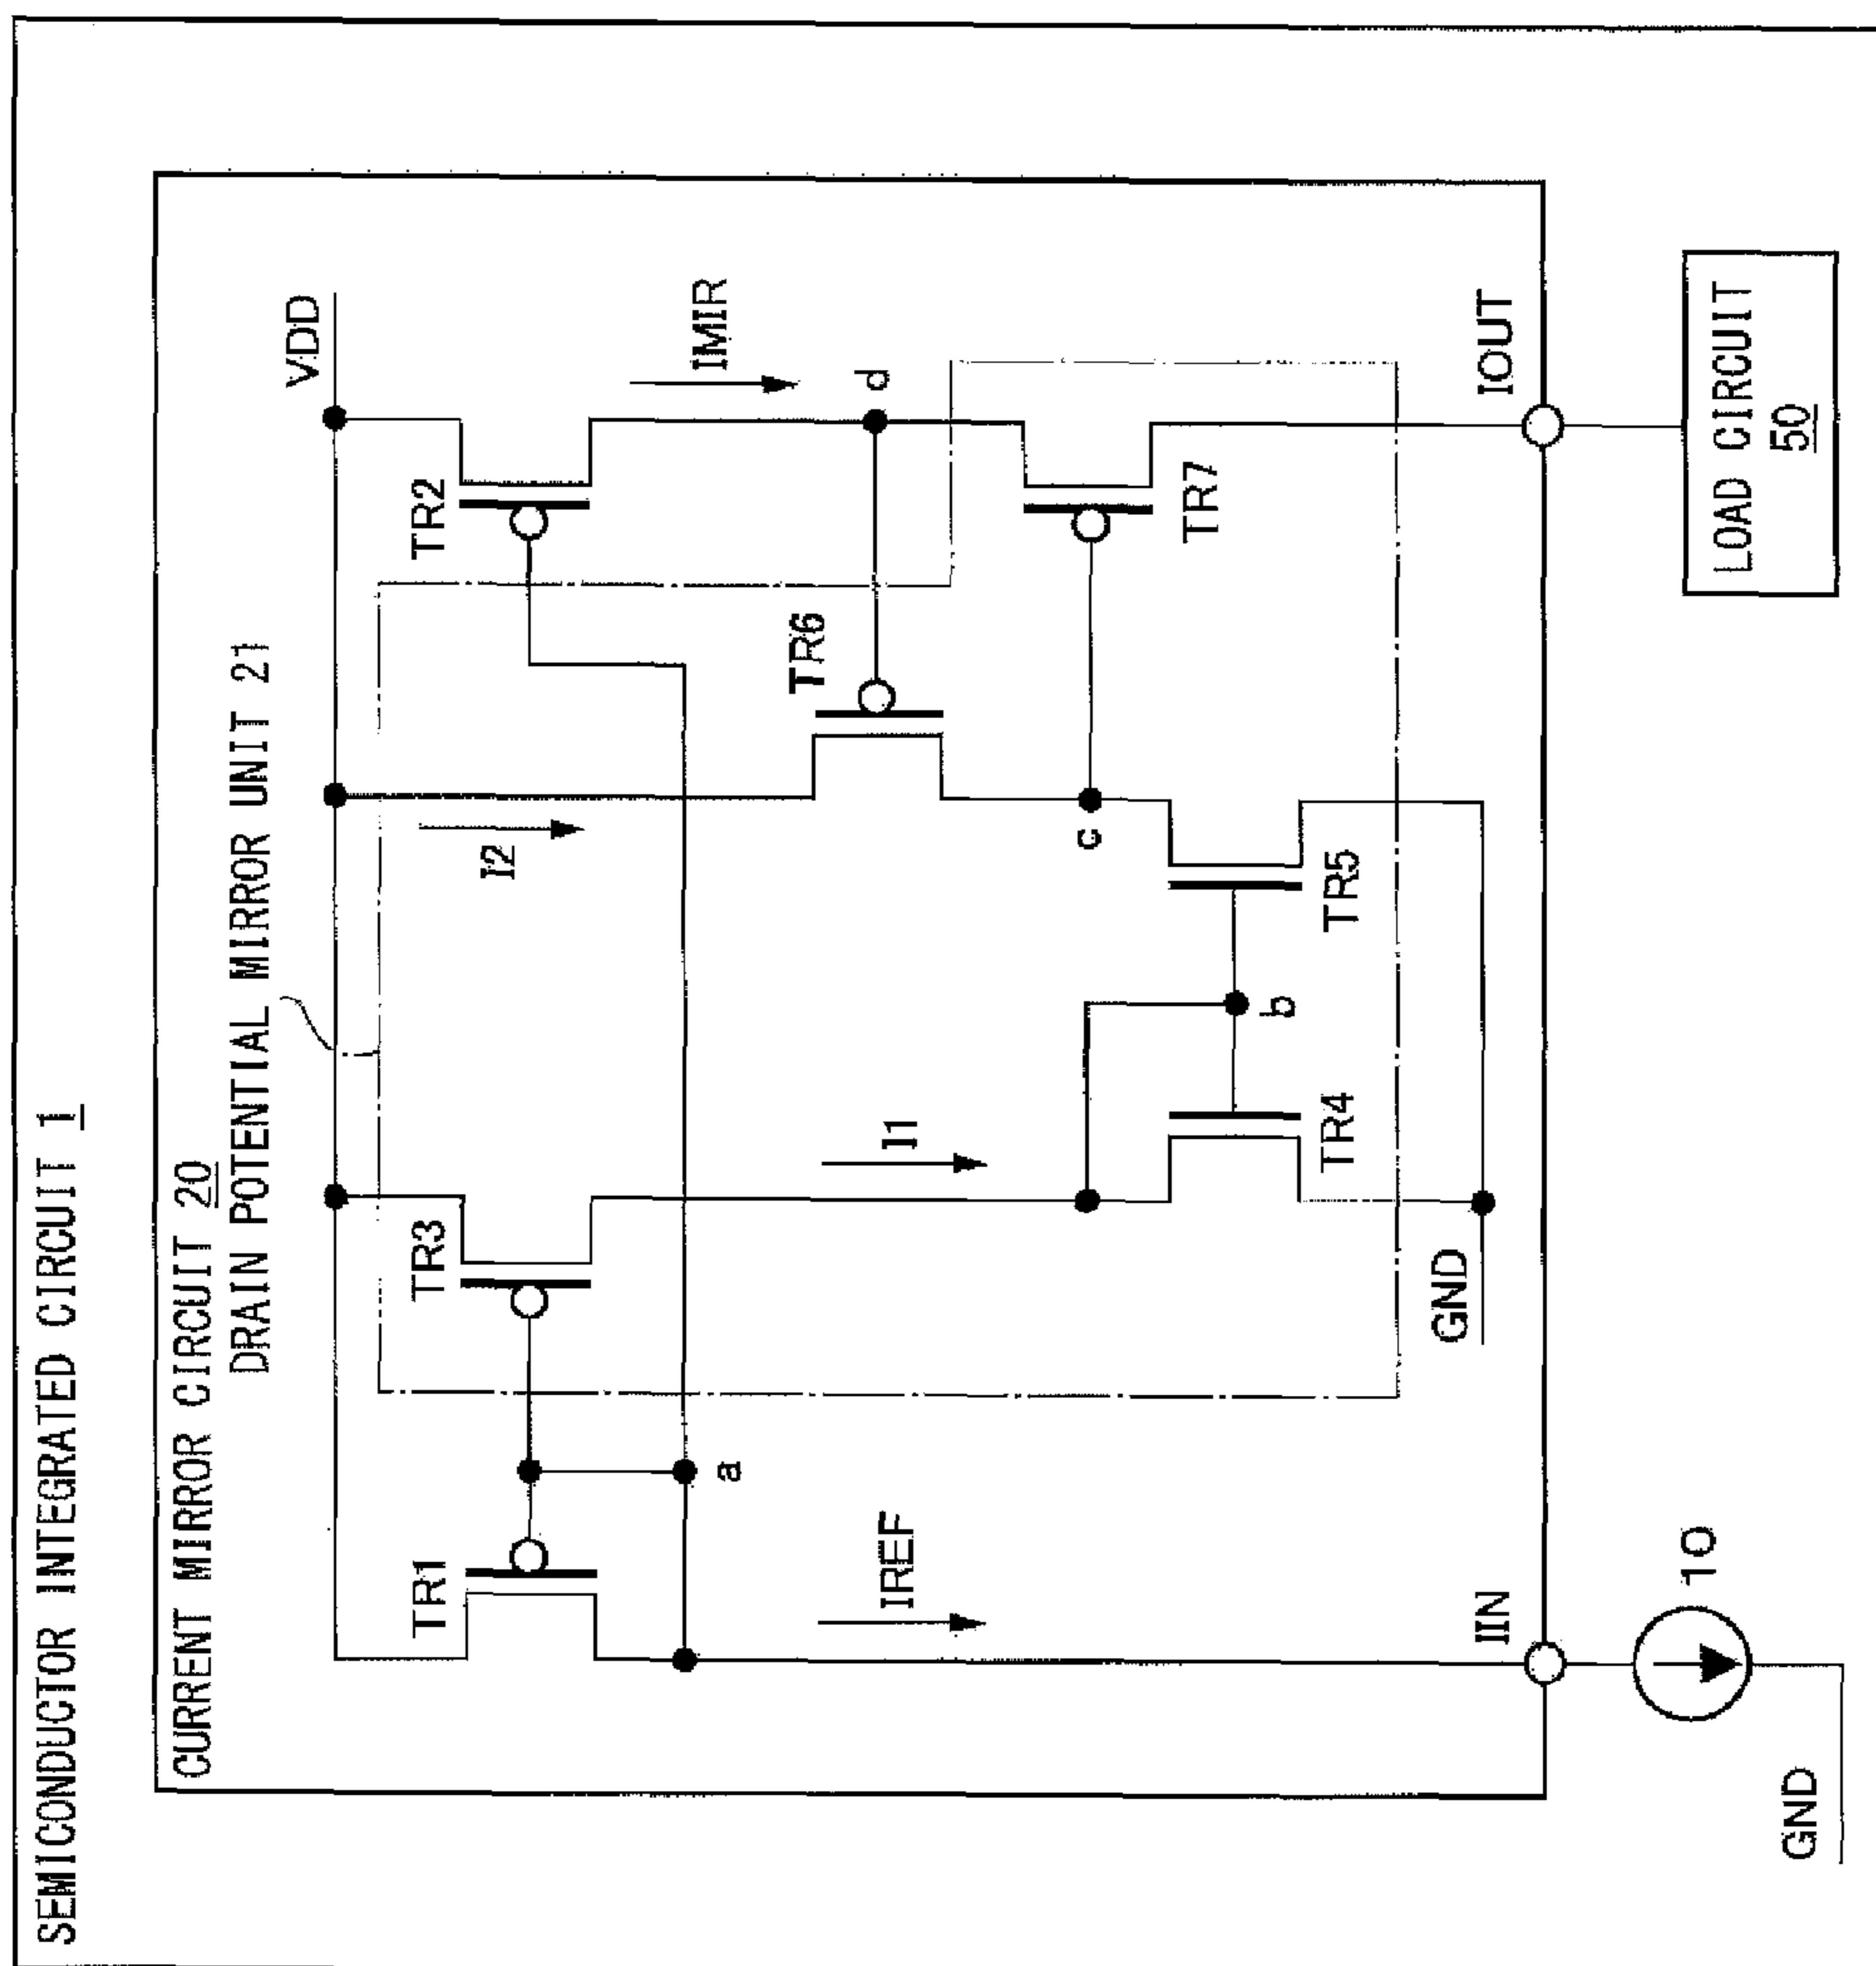 SEMICONDUCTOR INTEGRATED CIRCUIT 1
CURRENT MIRROR CIRCUIT 20
DRAIN POTENTIAL MIRROR UNIT 21
VDD
TR1
TR3
TR2
I2
IMIR
TR6
d
a
I1
IREF
c
b
TR4
TR5
TR7
GND
IIN
IOUT
10
LOAD CIRCUIT
50
GND